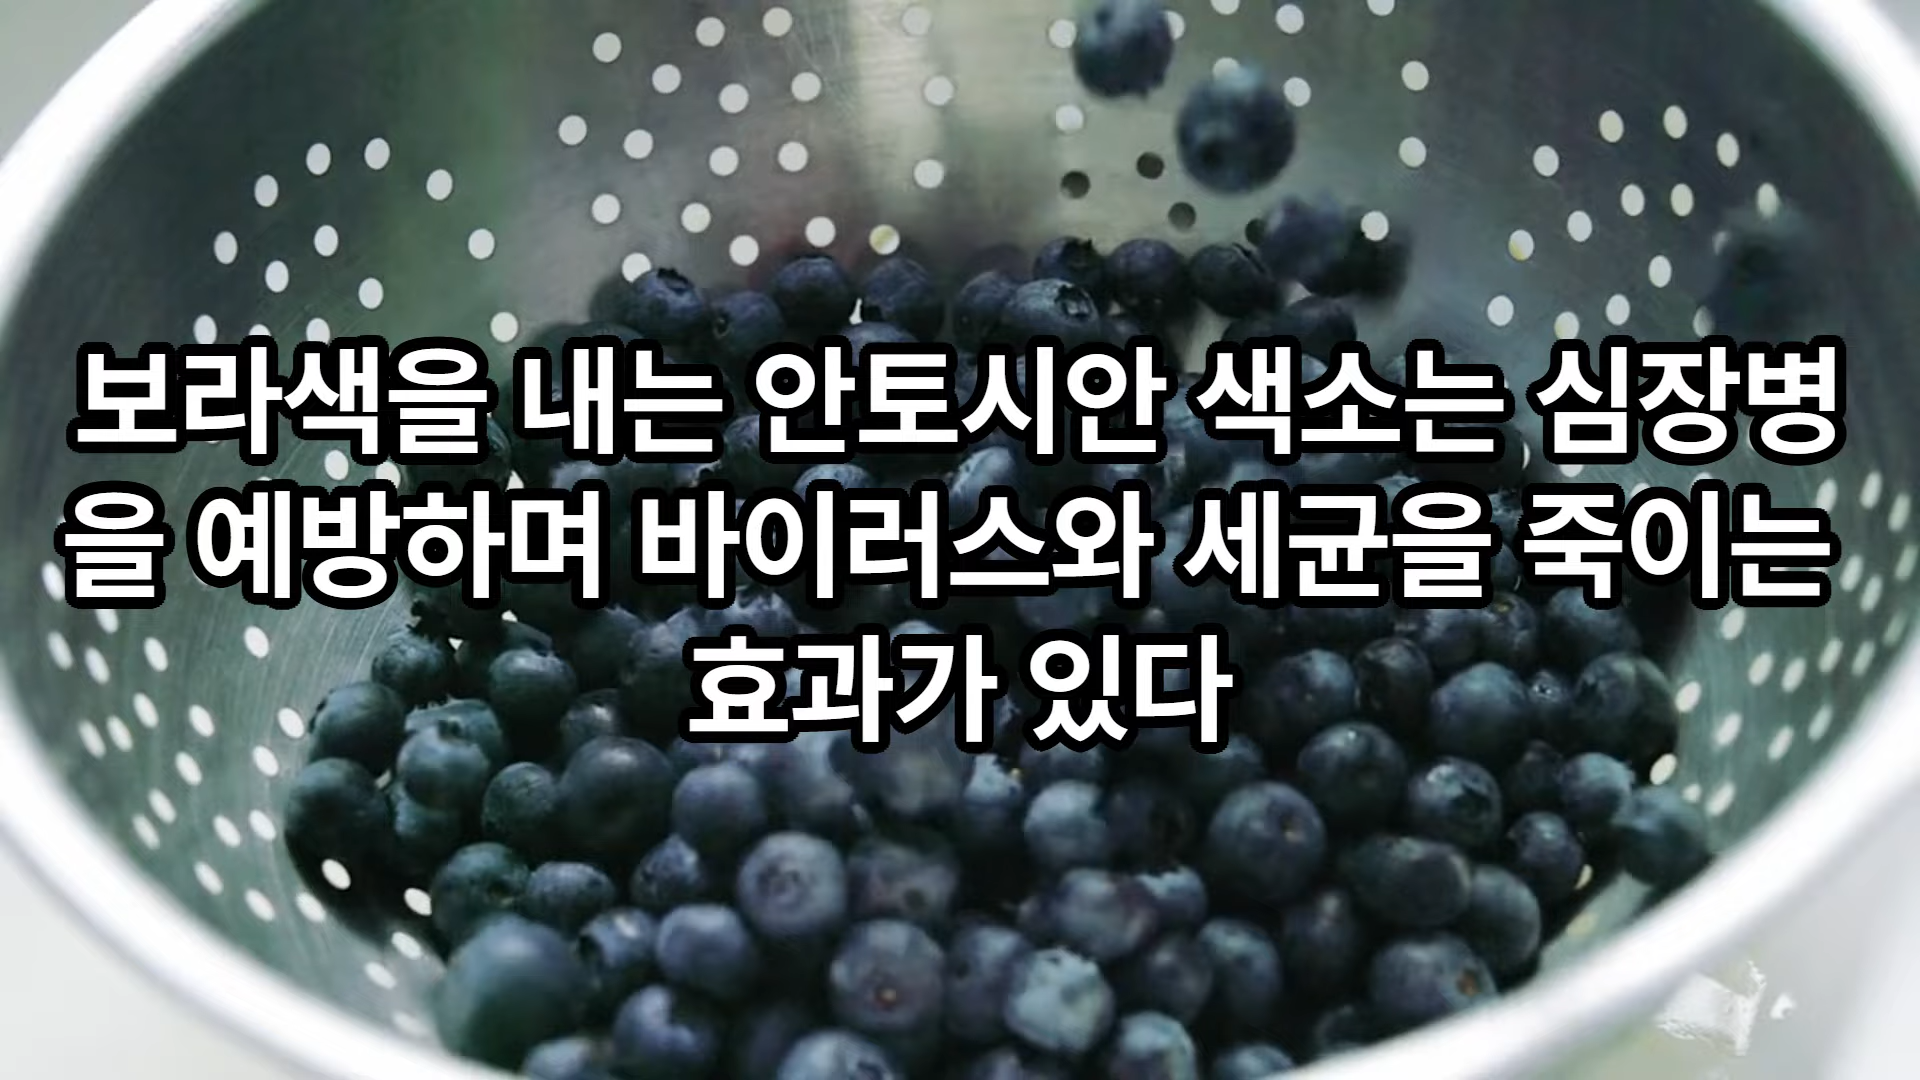 보라색을 내는 안토시안 색소는 심장병
을 예방하며 바이러스와 세균을 죽이는
효과가 있다